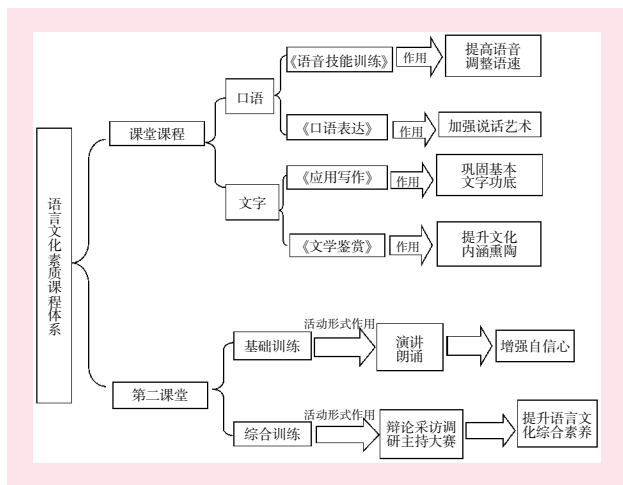 语言文化素质课程体系
课堂课程
口语
《语音技能训练》
作用
提高语音
调整语速
《口语表达》
作用
加强说话艺术
文字
《应用写作》
作用
巩固基本
文字功底
《文学鉴赏》
作用
提升文化
内涵熏陶
第二课堂
基础训练
活动形式作用
演讲
朗诵
增强自信心
综合训练
活动形式作用
辩论采访调
研主持大赛
提升语言文
化综合素养